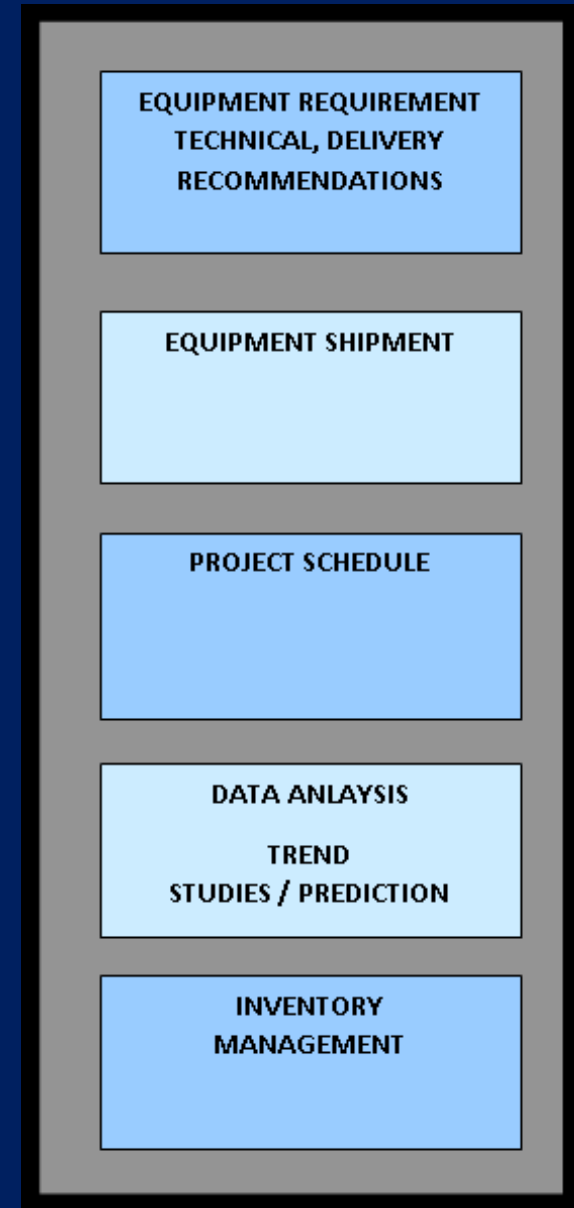 EQUIPMENT REQUIREMENT
TECHNICAL, DELIVERY
RECOMMENDATIONS
EQUIPMENT SHIPMENT
PROJECT SCHEDULE
DATA ANLAYSIS
TREND
STUDIES / PREDICTION
INVENTORY
MANAGEMENT